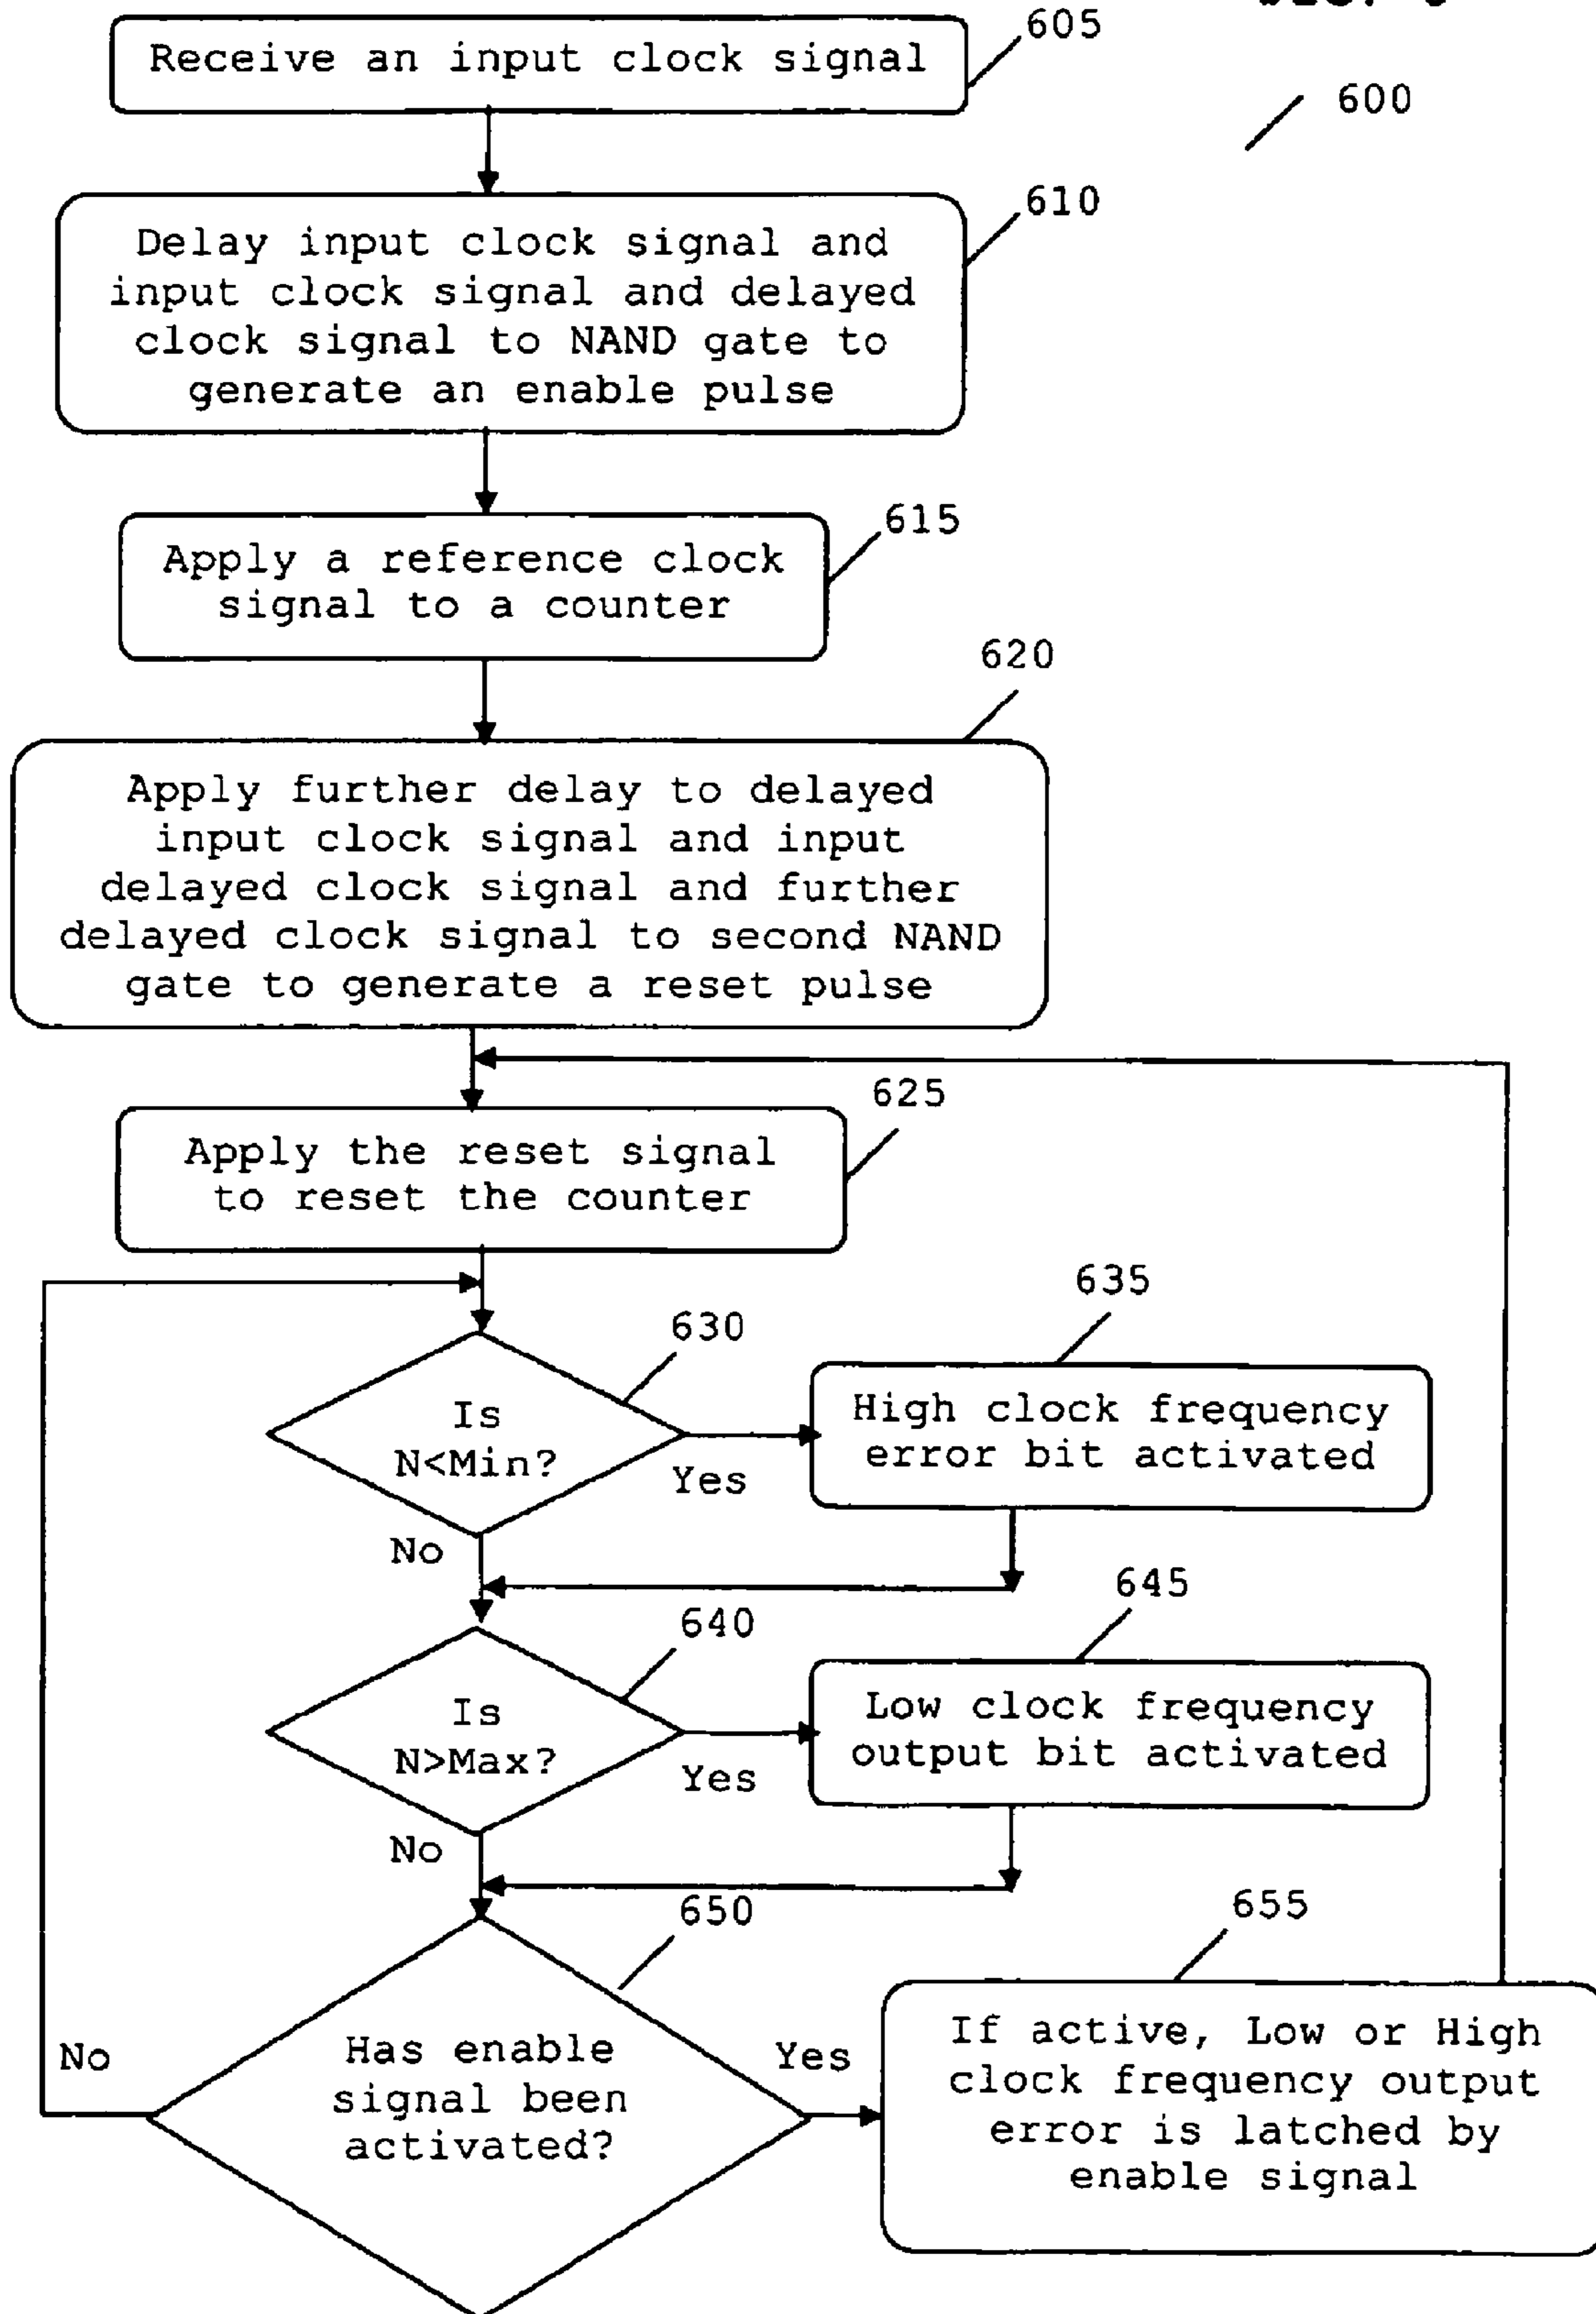 605
Receive an input clock signal
600
610
Delay input clock signal and
input clock signal and delayed
clock signal to NAND gate to
generate an enable pulse
615
Apply a reference clock
signal to a counter
620
Apply further delay to delayed
input clock signal and input
delayed clock signal and further
delayed clock signal to second NAND
gate to generate a reset pulse
625
Apply the reset signal
to reset the counter
630
635
Is
N<Min?
Yes
No
High clock frequency
error bit activated
640
645
Is
N>Max?
Yes
No
Low clock frequency
output bit activated
650
655
Has enable
signal been
activated?
No
Yes
If active, Low or High
clock frequency output
error is latched by
enable signal